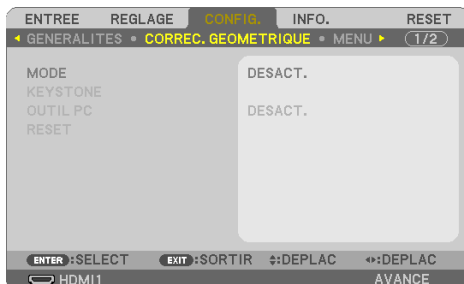 ENTREE REGLAGE CONFIG. INFO. RESET
GENERALITES • CORREC. GEOMETRIQUE • MENU (1/2)
MODE DESACT.
KEYSTONE
OUTIL PC DESACT.
RESET
ENTER :SELECT EXIT :SORTIR :DEPLAC :DEPLAC
HDMI1 AVANCE